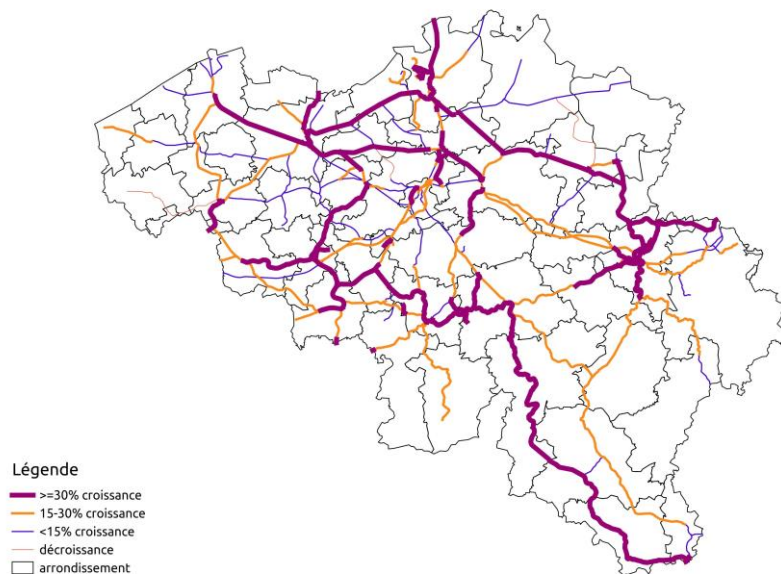 Légende
>=30% croissance
15-30% croissance
<15% croissance
décroissance
arrondissement